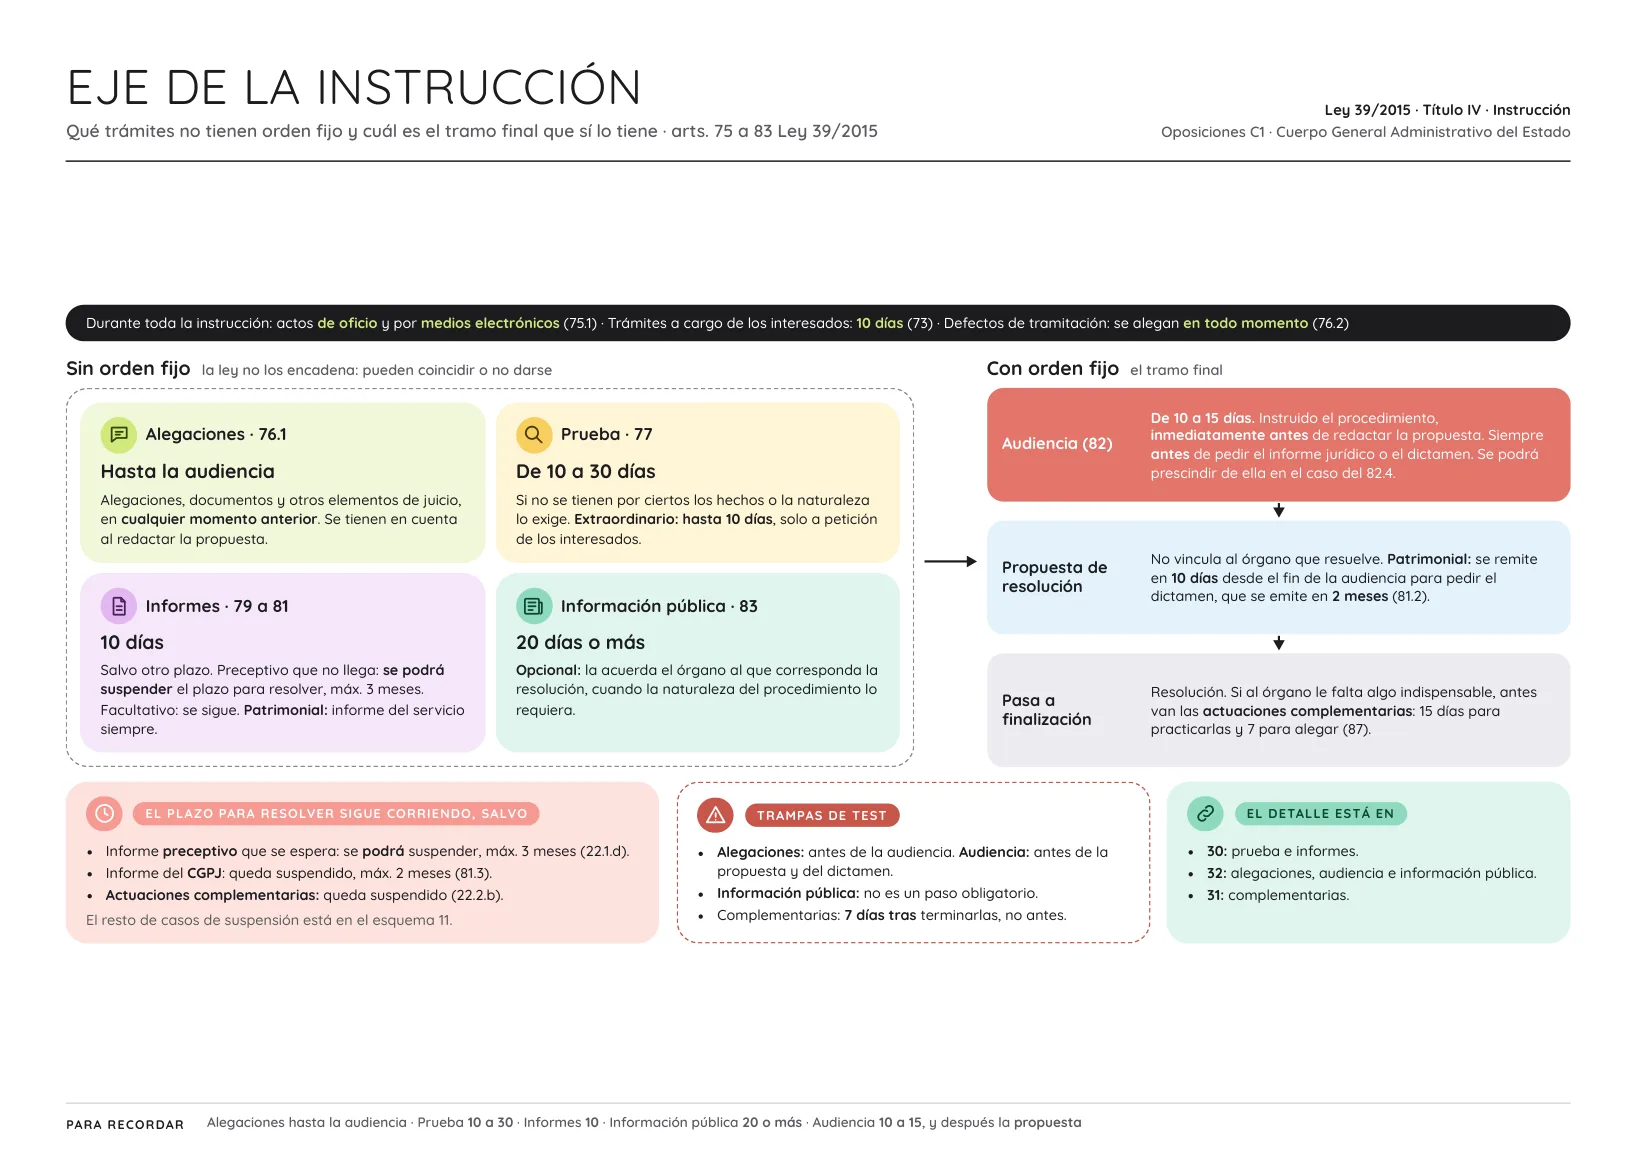 EJE DE LA INSTRUCCIÓN
Qué trámites no tienen orden fijo y cuál es el tramo final que sí lo tiene · arts. 75 a 83 Ley 39/2015
Ley 39/2015 · Título IV · Instrucción
Oposiciones C1 · Cuerpo General Administrativo del Estado
Durante toda la instrucción: actos de oficio y por medios electrónicos (75.1) · Trámites a cargo de los interesados: 10 días (73) · Defectos de tramitación: se alegan en todo momento (76.2)
Sin orden fijo la ley no los encadena: pueden coincidir o no darse
Alegaciones · 76.1
Hasta la audiencia
Alegaciones, documentos y otros elementos de juicio,
en cualquier momento anterior. Se tienen en cuenta
al redactar la propuesta.
Prueba · 77
De 10 a 30 días
Si no se tienen por ciertos los hechos o la naturaleza
lo exige. Extraordinario: hasta 10 días, solo a petición
de los interesados.
Informes · 79 a 81
10 días
Salvo otro plazo. Preceptivo que no llega: se podrá
suspender el plazo para resolver, máx. 3 meses.
Facultativo: se sigue. Patrimonial: informe del servicio
siempre.
Información pública · 83
20 días o más
Opcional: la acuerda el órgano al que corresponda la
resolución, cuando la naturaleza del procedimiento lo
requiera.
Con orden fijo el tramo final
Audiencia (82)
De 10 a 15 días. Instruido el procedimiento,
inmediatamente antes de redactar la propuesta. Siempre
antes de pedir el informe jurídico o el dictamen. Se podrá
prescindir de ella en el caso del 82.4.
Propuesta de
resolución
No vincula al órgano que resuelve. Patrimonial: se remite
en 10 días desde el fin de la audiencia para pedir el
dictamen, que se emite en 2 meses (81.2).
Pasa a
finalización
Resolución. Si al órgano le falta algo indispensable, antes
van las actuaciones complementarias: 15 días para
practicarlas y 7 para alegar (87).
EL PLAZO PARA RESOLVER SIGUE CORRIENDO, SALVO
• Informe preceptivo que se espera: se podrá suspender, máx. 3 meses (22.1.d).
• Informe del CGPJ: queda suspendido, máx. 2 meses (81.3).
• Actuaciones complementarias: queda suspendido (22.2.b).
El resto de casos de suspensión está en el esquema 11.
TRAMPAS DE TEST
• Alegaciones: antes de la audiencia. Audiencia: antes de la
propuesta y del dictamen.
• Información pública: no es un paso obligatorio.
• Complementarias: 7 días tras terminarlas, no antes.
EL DETALLE ESTÁ EN
• 30: prueba e informes.
• 32: alegaciones, audiencia e información pública.
• 31: complementarias.
PARA RECORDAR Alegaciones hasta la audiencia · Prueba 10 a 30 · Informes 10 · Información pública 20 o más · Audiencia 10 a 15, y después la propuesta